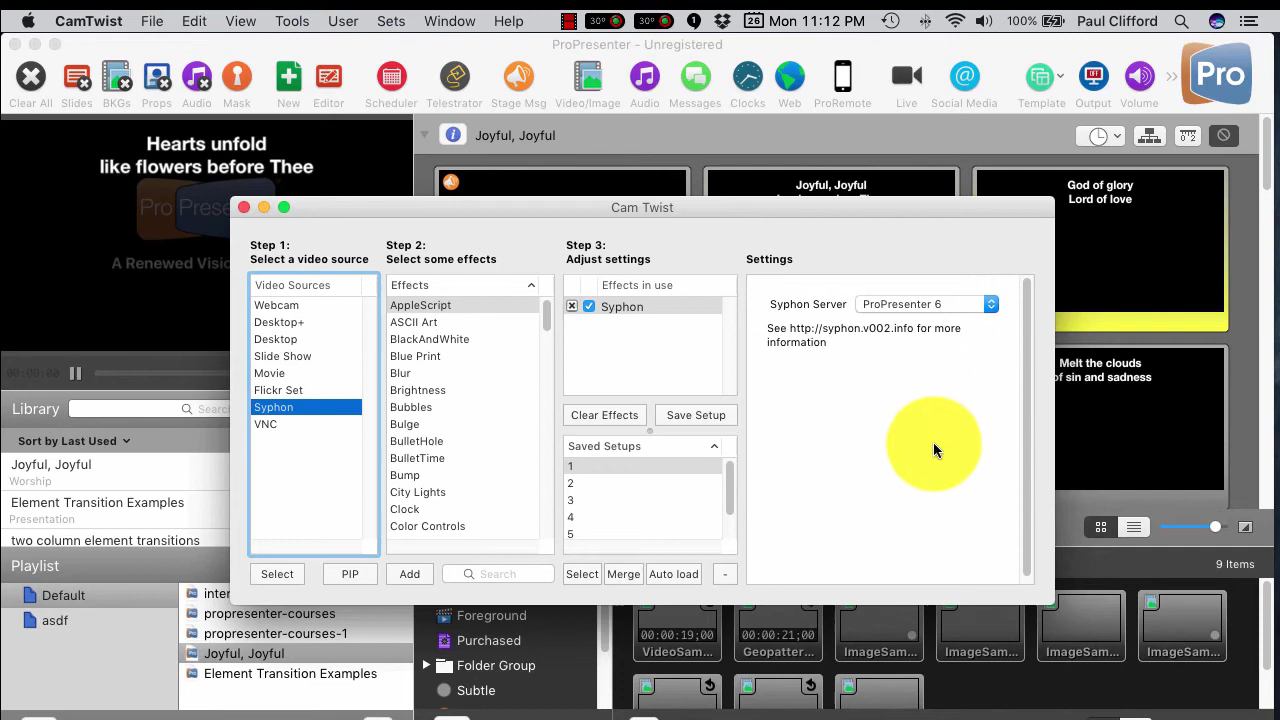 CamTwist File Edit View Tools User Sets Window Help 30° 30° 26 Mon 11:12 PM 100% Paul Clifford
ProPresenter - Unregistered
Clear All Slides BKGs Props Audio Mask New Editor Scheduler Telestrator Stage Msg Video/Image Audio Messages Clocks Web ProRemote Live Social Media Template Output Volume
Pro
Hearts unfold
like flowers before Thee
Pro Pre
A Renewed Visi
Joyful, Joyful
Joyful, Joyful
God of glory
Lord of love
Melt the clouds
of sin and sadness
Cam Twist
Step 1:
Select a video source
Video Sources
Webcam
Desktop+
Desktop
Slide Show
Movie
Flickr Set
Syphon
VNC
Select PIP
Step 2:
Select some effects
Effects
AppleScript
ASCII Art
BlackAndWhite
Blue Print
Blur
Brightness
Bubbles
Bulge
BulletHole
BulletTime
Bump
City Lights
Clock
Color Controls
Add Search
Step 3:
Adjust settings
Effects in use
Syphon
Clear Effects Save Setup
Saved Setups
1
2
3
4
5
Select Merge Auto load -
Settings
Syphon Server ProPresenter 6
See http://syphon.v002.info for more
information
00:00:00
Library Search
Sort by Last Used
Joyful, Joyful
Worship
Element Transition Examples
Presentation
two column element transitions
Playlist
Default
asdf
inter
propresenter-courses
propresenter-courses-1
Joyful, Joyful
Element Transition Examples
Foreground
Purchased
Folder Group
Subtle
9 Items
00:00:19;00 00:00:21;00
VideoSam... Geopatter... ImageSam... ImageSam... ImageSam... ImageSam...